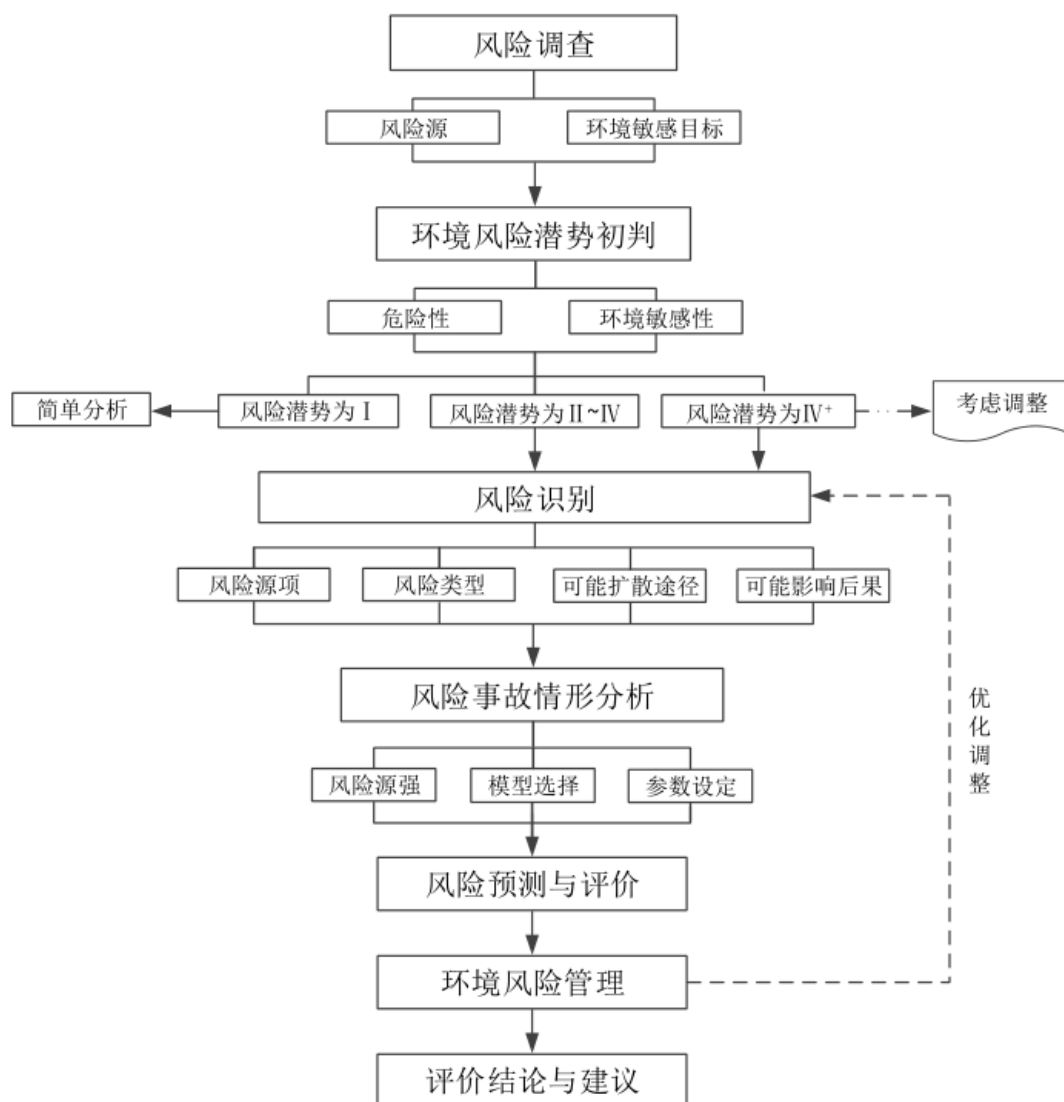 风险调查
风险源
环境敏感目标
环境风险潜势初判
危险性
环境敏感性
简单分析
风险潜势为Ⅰ
风险潜势为Ⅱ~Ⅳ
风险潜势为Ⅳ⁺
考虑调整
风险识别
风险源项
风险类型
可能扩散途径
可能影响后果
风险事故情形分析
优化调整
风险源强
模型选择
参数设定
风险预测与评价
环境风险管理
评价结论与建议